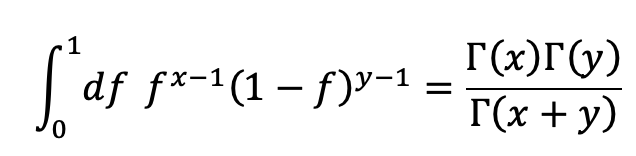 ∫₀¹ df f^{x−1}(1 − f)^{y−1} = Γ(x)Γ(y) / Γ(x + y)